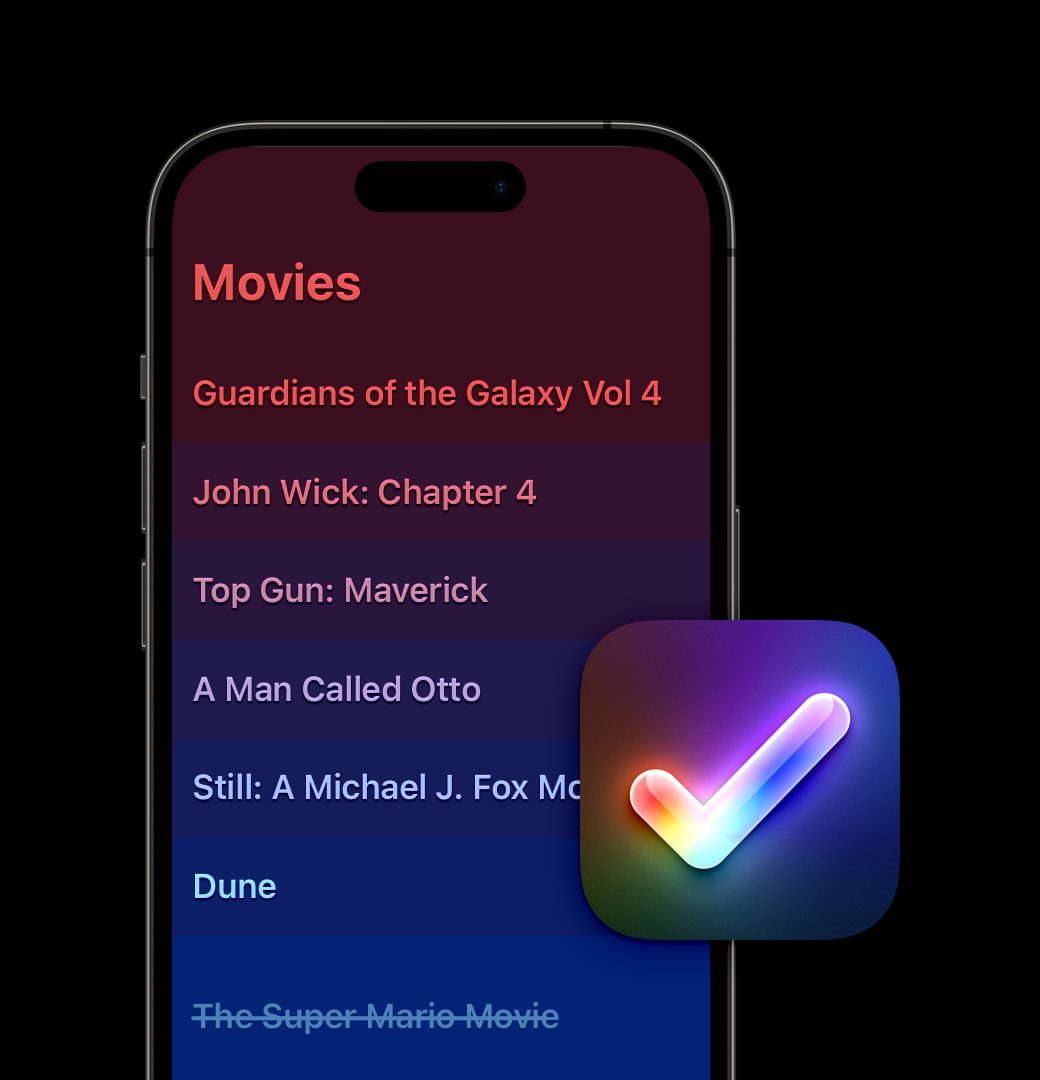 Movies
Guardians of the Galaxy Vol 4
John Wick: Chapter 4
Top Gun: Maverick
A Man Called Otto
Still: A Michael J. Fox
Dune
The Super Mario Movie